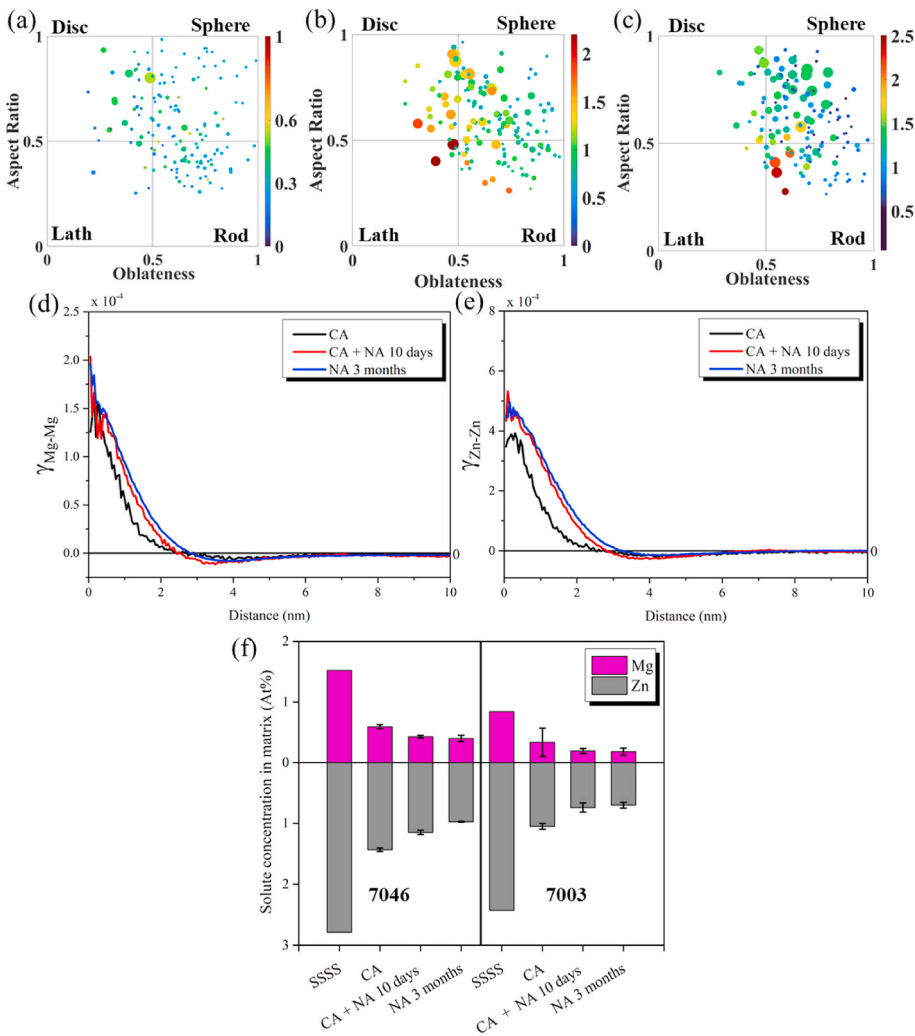 (a)
Disc
Sphere
1
0.5
0
Aspect Ratio
Lath
Rod
0
0.5
1
Oblateness
1
0.6
0.3
0
(b)
Disc
Sphere
1
0.5
0
Aspect Ratio
Lath
Rod
0
0.5
1
Oblateness
2
1.5
1
0.5
0
(c)
Disc
Sphere
1
0.5
0
Aspect Ratio
Lath
Rod
0
0.5
1
Oblateness
2.5
2
1.5
1
0.5
(d)
x 10⁻⁴
2.5
2.0
1.5
1.0
0.5
0.0
γMg-Mg
CA
CA + NA 10 days
NA 3 months
0
0
2
4
6
8
10
Distance (nm)
(e)
x 10⁻⁴
8
6
4
2
0
γZn-Zn
CA
CA + NA 10 days
NA 3 months
0
0
2
4
6
8
10
Distance (nm)
(f)
Solute concentration in matrix (At%)
2
1
0
1
2
3
Mg
Zn
7046
7003
SSSS
CA
CA + NA 10 days
NA 3 months
SSSS
CA
CA + NA 10 days
NA 3 months